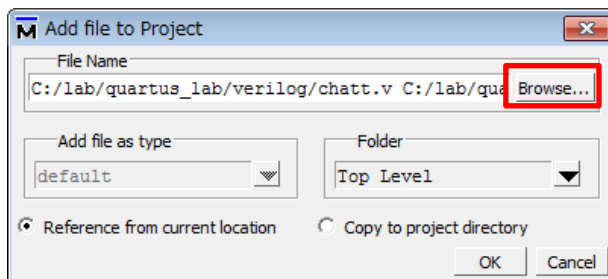 Add file to Project
File Name
C:/lab/quartus_lab/verilog/chatt.v C:/lab/qua Browse...
Add file as type
Folder
default
Top Level
Reference from current location
Copy to project directory
OK
Cancel